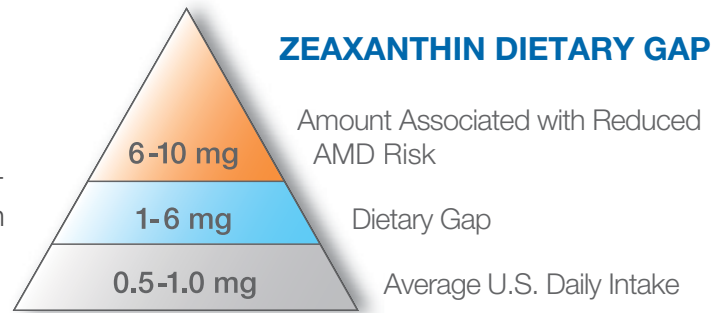 ZEAXANTHIN DIETARY GAP
Amount Associated with Reduced
AMD Risk
6-10 mg
1-6 mg
Dietary Gap
0.5-1.0 mg
Average U.S. Daily Intake